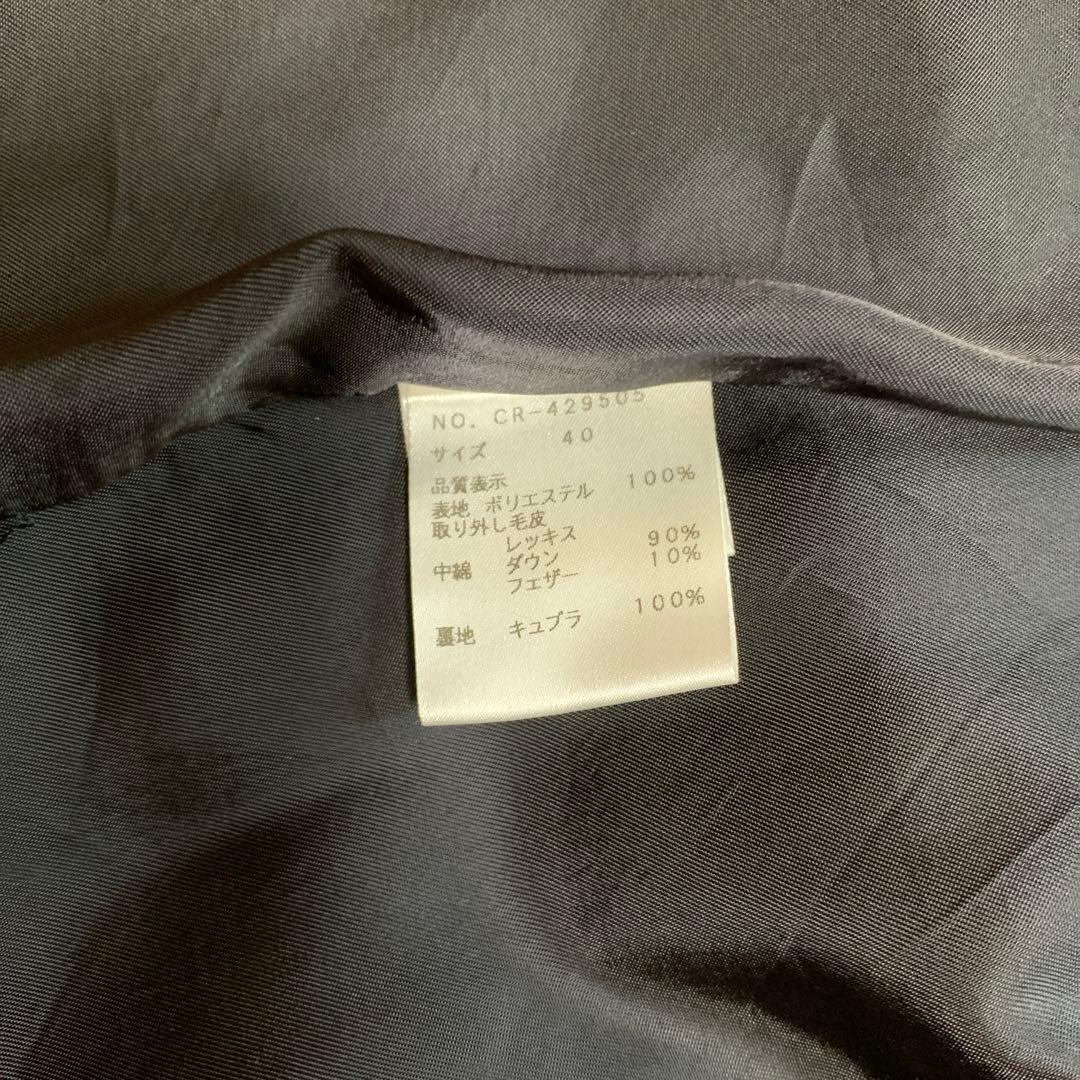 NO. CR-429505
サイズ 40
品質表示
表地 ポリエステル 100%
取り外し毛皮
レッキス
中綿 ダウン 90%
フェザー 10%
裏地 キュプラ 100%